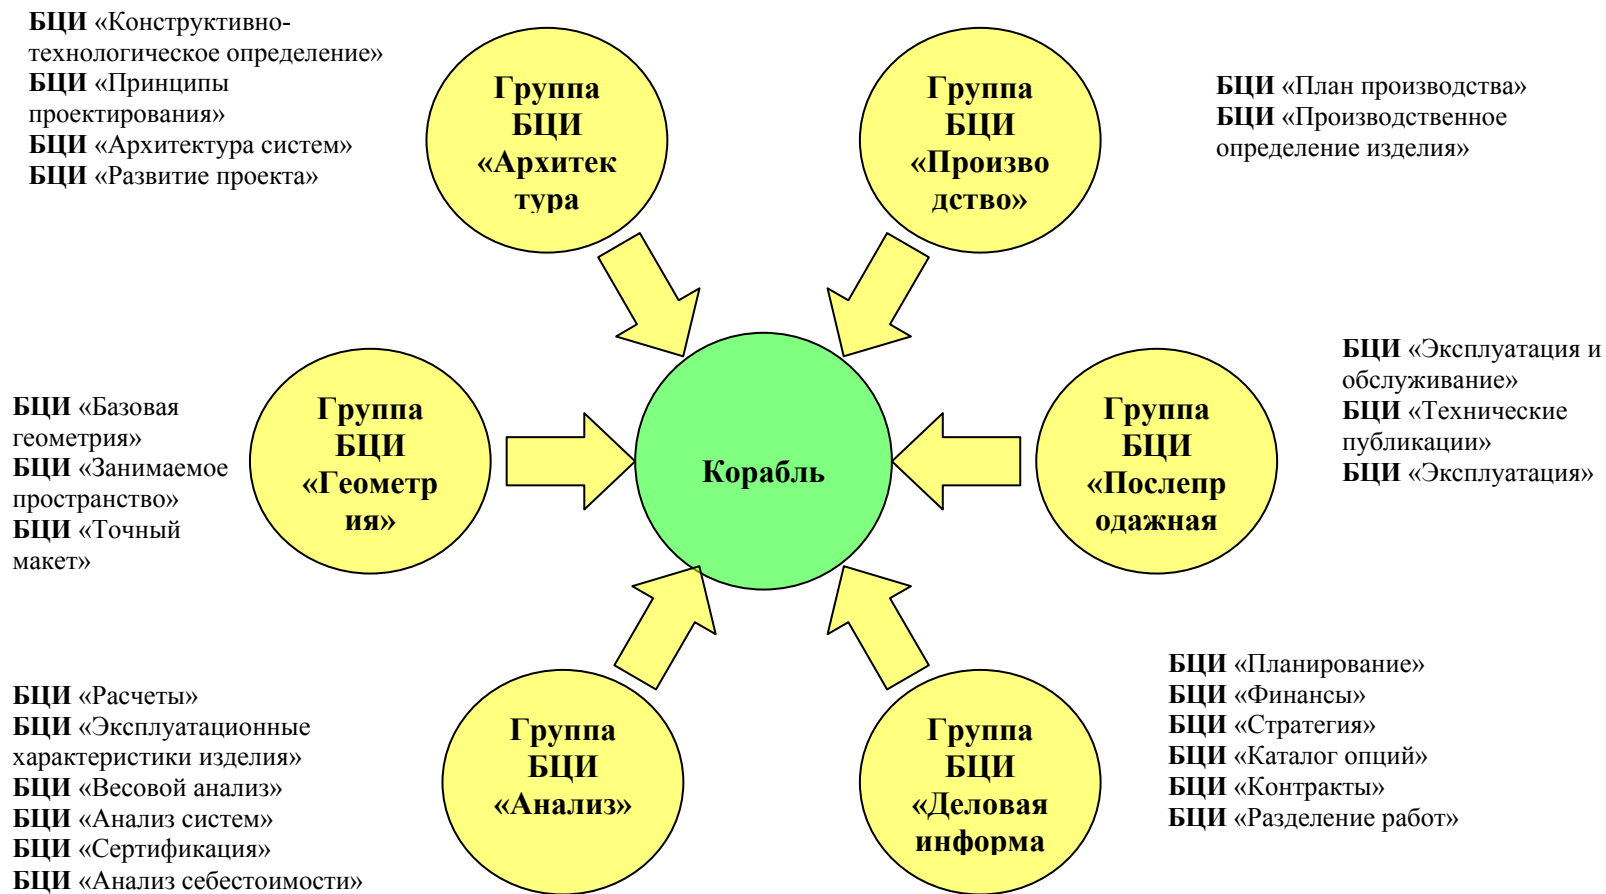 БЦИ «Конструктивно-
технологическое определение»
БЦИ «Принципы
проектирования»
БЦИ «Архитектура систем»
БЦИ «Развитие проекта»
Группа
БЦИ
«Архитек
тура
Группа
БЦИ
«Произво
дство»
БЦИ «План производства»
БЦИ «Производственное
определение изделия»
БЦИ «Базовая
геометрия»
БЦИ «Занимаемое
пространство»
БЦИ «Точный
макет»
Группа
БЦИ
«Геометр
ия»
Корабль
Группа
БЦИ
«Послепр
одажная
БЦИ «Эксплуатация и
обслуживание»
БЦИ «Технические
публикации»
БЦИ «Эксплуатация»
БЦИ «Расчеты»
БЦИ «Эксплуатационные
характеристики изделия»
БЦИ «Весовой анализ»
БЦИ «Анализ систем»
БЦИ «Сертификация»
БЦИ «Анализ себестоимости»
Группа
БЦИ
«Анализ»
Группа
БЦИ
«Деловая
информа
БЦИ «Планирование»
БЦИ «Финансы»
БЦИ «Стратегия»
БЦИ «Каталог опций»
БЦИ «Контракты»
БЦИ «Разделение работ»